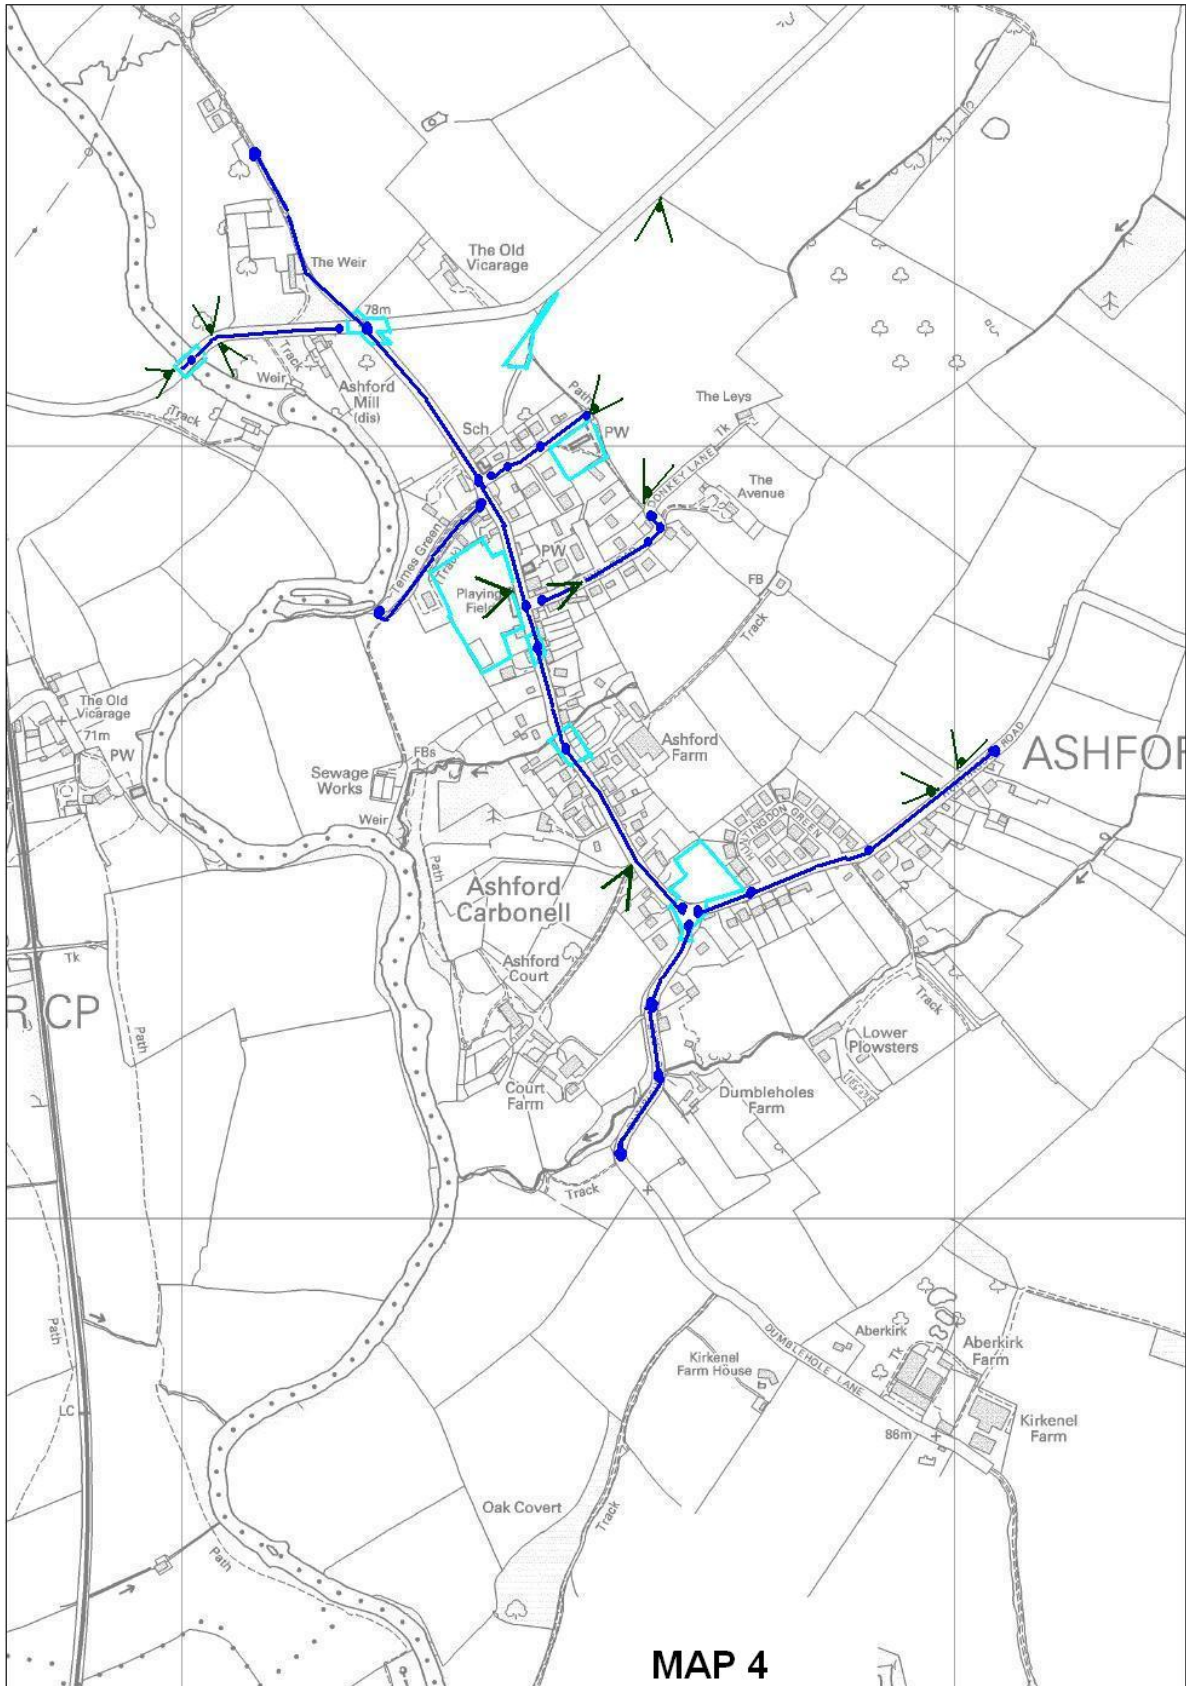 The Old
Vicarage
The Weir
78m
Track
Weir
Ashford
Mill
(dis)
Track
Path
The Leys
Sch
PW
DONKEY LANE
Tk
The
Avenue
Temes Green
(Track)
PW
Playing
Field
FB
Track
The Old
Vicarage
71m
PW
FBs
Ashford
Farm
ROAD
ASHFOR
Sewage
Works
Weir
HUNTINGDON GREEN
Path
Ashford
Carbonell
Tk
Ashford
Court
R CP
Track
Path
Lower
Plowsters
Court
Farm
Dumbleholes
Farm
Track
Path
DUMBLEHOLE LANE
Aberkirk
Tk
Aberkirk
Farm
Kirkenel
Farm House
LC
Kirkenel
Farm
86m
Oak Covert
Track
Path
MAP 4